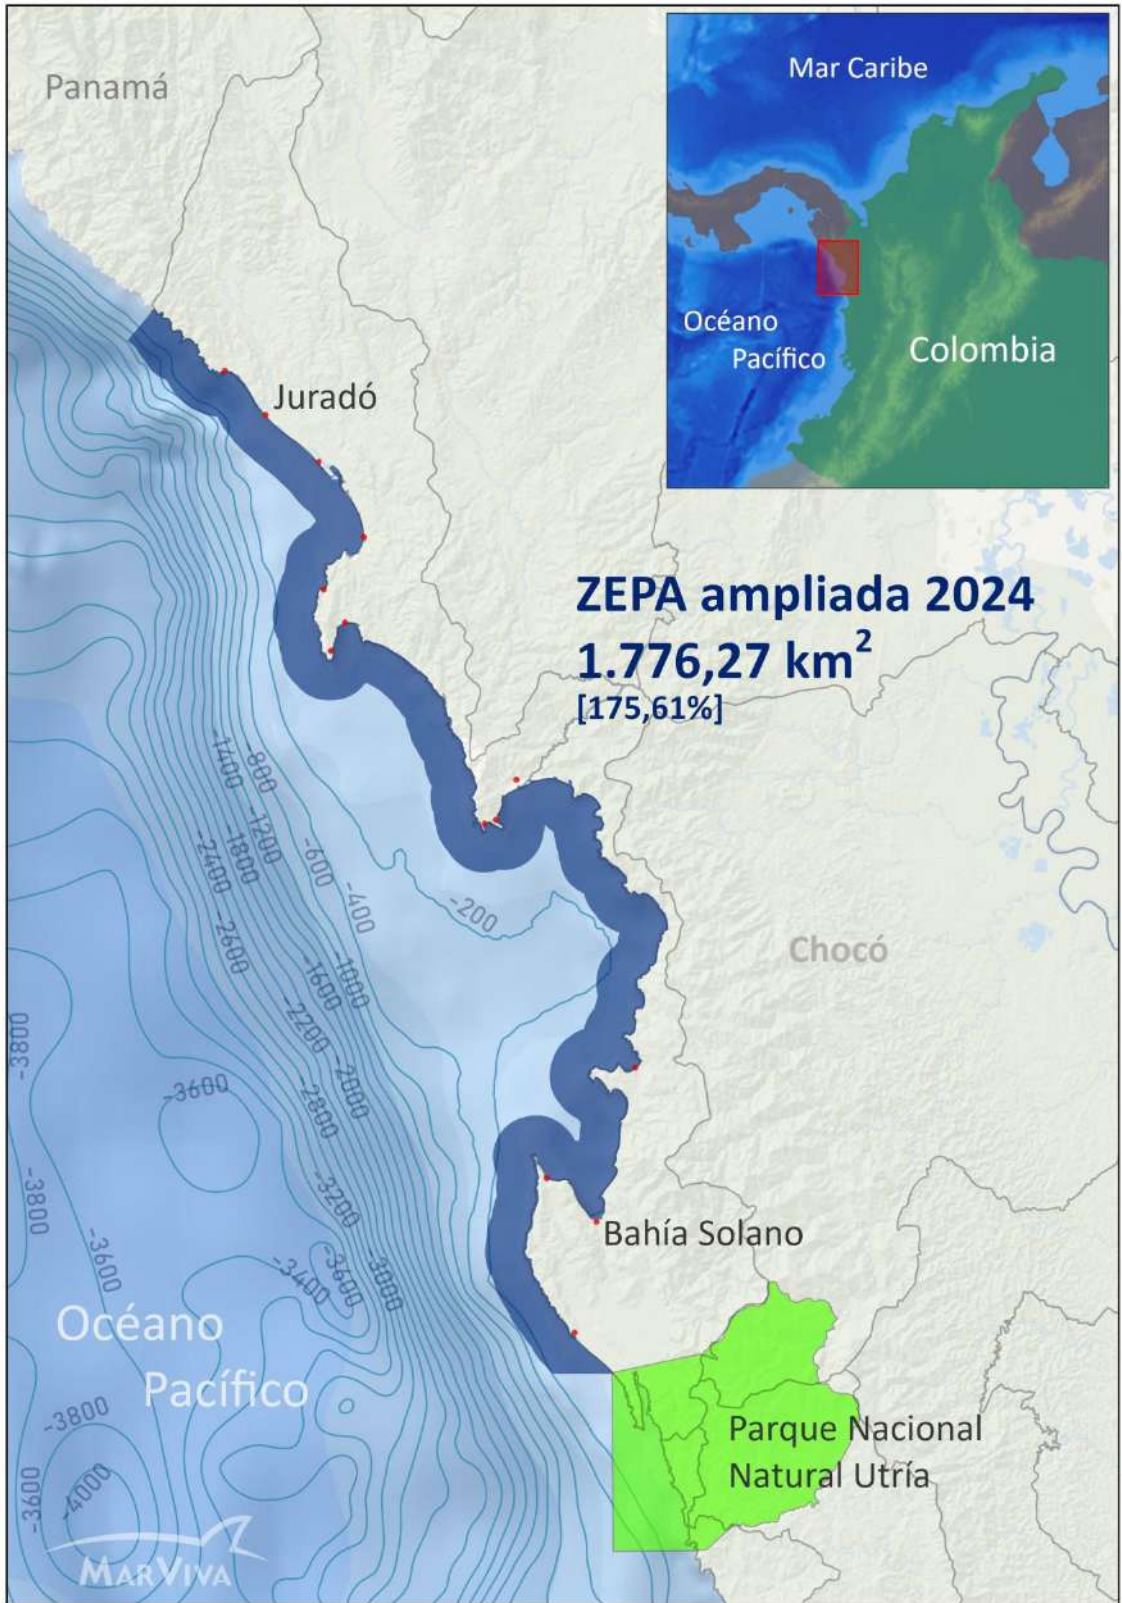 Panamá
Mar Caribe
Océano
Pacífico
Colombia
Juradó
ZEPA ampliada 2024
1.776,27 km²
[175,61%]
-800
-1400
-1200
-1800
-2400
-600
-400
-200
-2600
Chocó
-1000
-1600
-2200
-2000
-3800
-3600
-2800
-3200
-3800
Bahía Solano
-3600
-3600
-3400
-3000
Océano
Pacífico
-3800
Parque Nacional
Natural Utría
-3600
-4000
MARVIVA